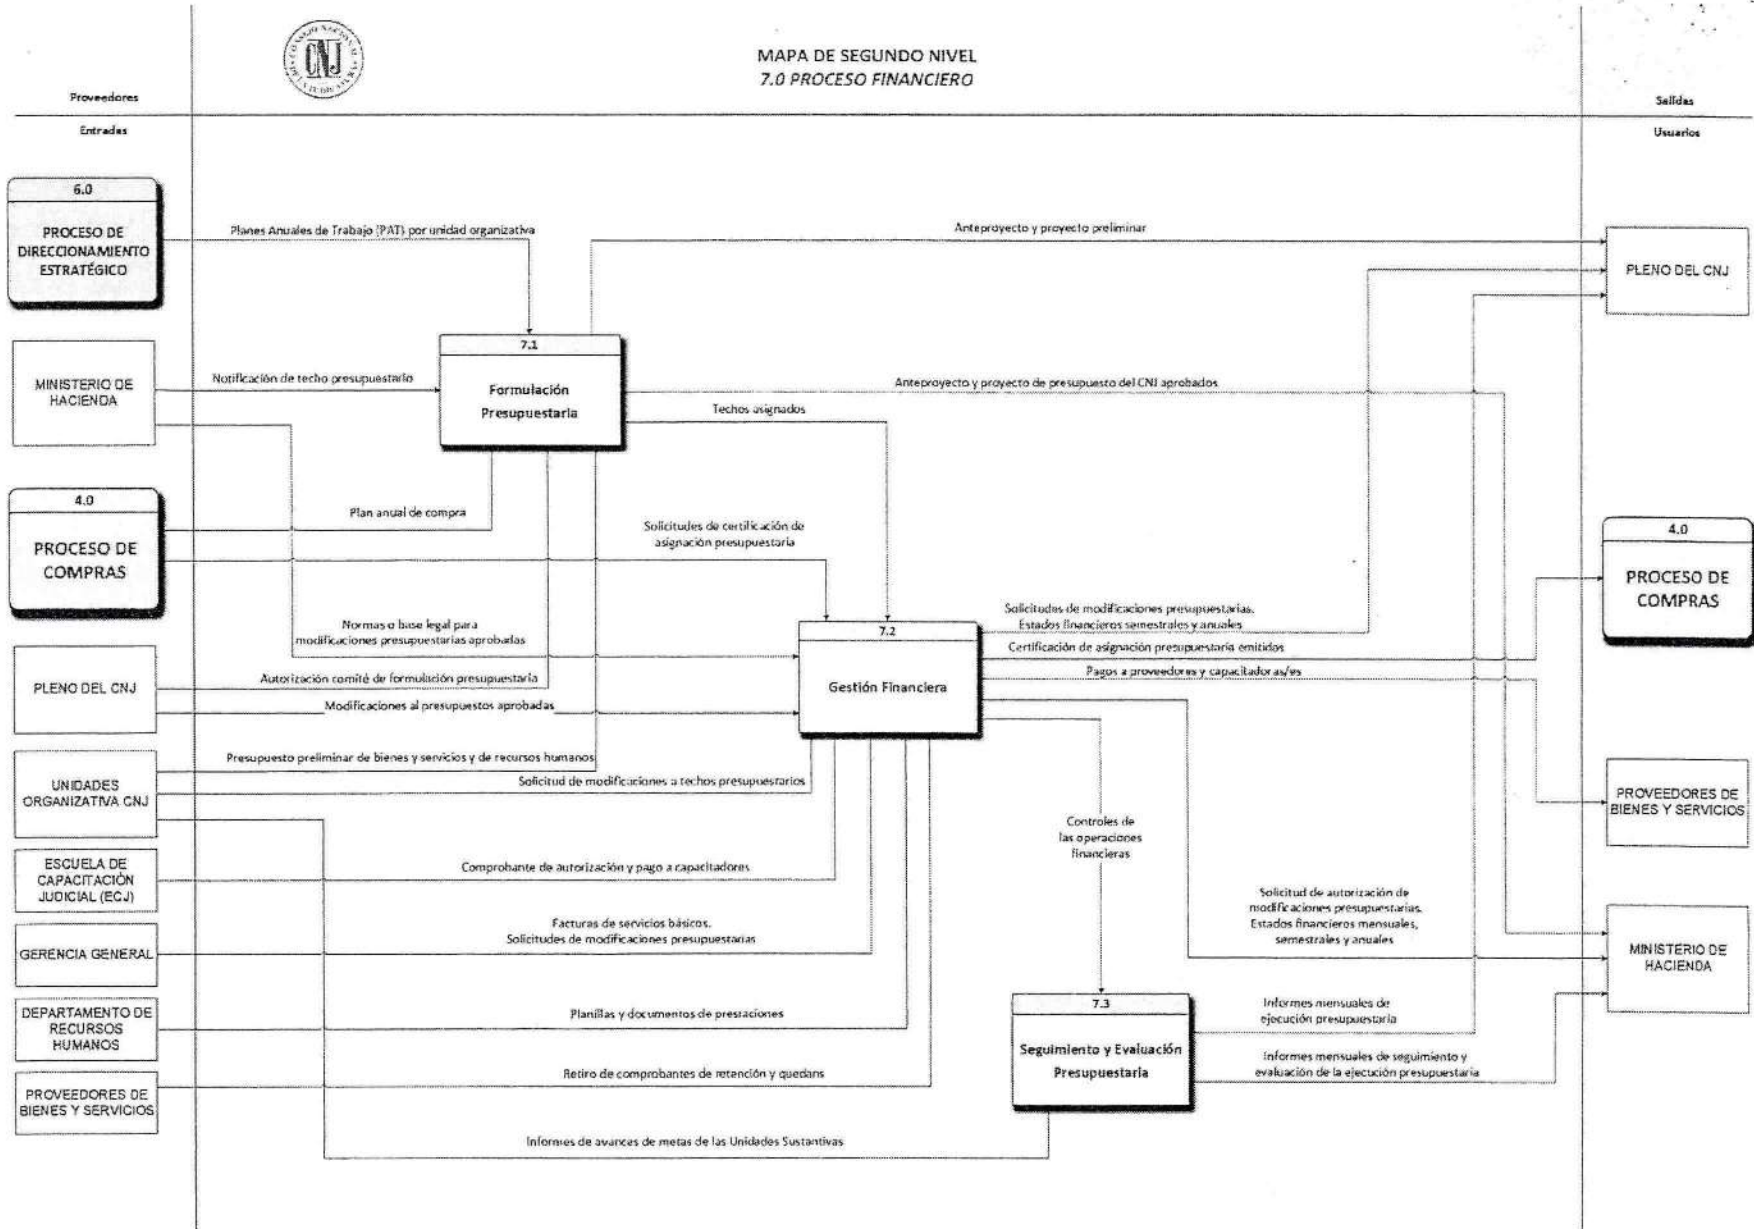 CNJ
MAPA DE SEGUNDO NIVEL
7.0 PROCESO FINANCIERO
Proveedores
Entradas
Salidas
Usuarios
6.0
PROCESO DE
DIRECCIONAMIENTO
ESTRATÉGICO
Planes Anuales de Trabajo (PAT) por unidad organizativa
Anteproyecto y proyecto preliminar
PLENO DEL CNJ
MINISTERIO DE
HACIENDA
Notificación de techo presupuestario
7.1
Formulación
Presupuestaria
Anteproyecto y proyecto de presupuesto del CNJ aprobados
Techos asignados
4.0
PROCESO DE
COMPRAS
Plan anual de compra
Solicitudes de certificación de
asignación presupuestaria
4.0
PROCESO DE
COMPRAS
Normas o base legal para
modificaciones presupuestarias aprobadas
7.2
Gestión Financiera
Solicitudes de modificaciones presupuestarias.
Estados financieros semestrales y anuales
Certificación de asignación presupuestaria emitidas
Pagos a proveedores y capacitadoras/es
PLENO DEL CNJ
Autorización comité de formulación presupuestaria
Modificaciones al presupuestos aprobadas
UNIDADES
ORGANIZATIVA CNJ
Presupuesto preliminar de bienes y servicios y de recursos humanos
Solicitud de modificaciones a techos presupuestarios
PROVEEDORES DE
BIENES Y SERVICIOS
Controles de
las operaciones
financieras
ESCUELA DE
CAPACITACIÓN
JUDICIAL (ECJ)
Comprobante de autorización y pago a capacitadores
Solicitud de autorización de
modificaciones presupuestarias.
Estados financieros mensuales,
semestrales y anuales
GERENCIA GENERAL
Facturas de servicios básicos.
Solicitudes de modificaciones presupuestarias
MINISTERIO DE
HACIENDA
DEPARTAMENTO DE
RECURSOS
HUMANOS
Planillas y documentos de prestaciones
7.3
Seguimiento y Evaluación
Presupuestaria
Informes mensuales de
ejecución presupuestaria
Informes mensuales de seguimiento y
evaluación de la ejecución presupuestaria
PROVEEDORES DE
BIENES Y SERVICIOS
Retiro de comprobantes de retención y quedans
Informes de avances de metas de las Unidades Sustantivas